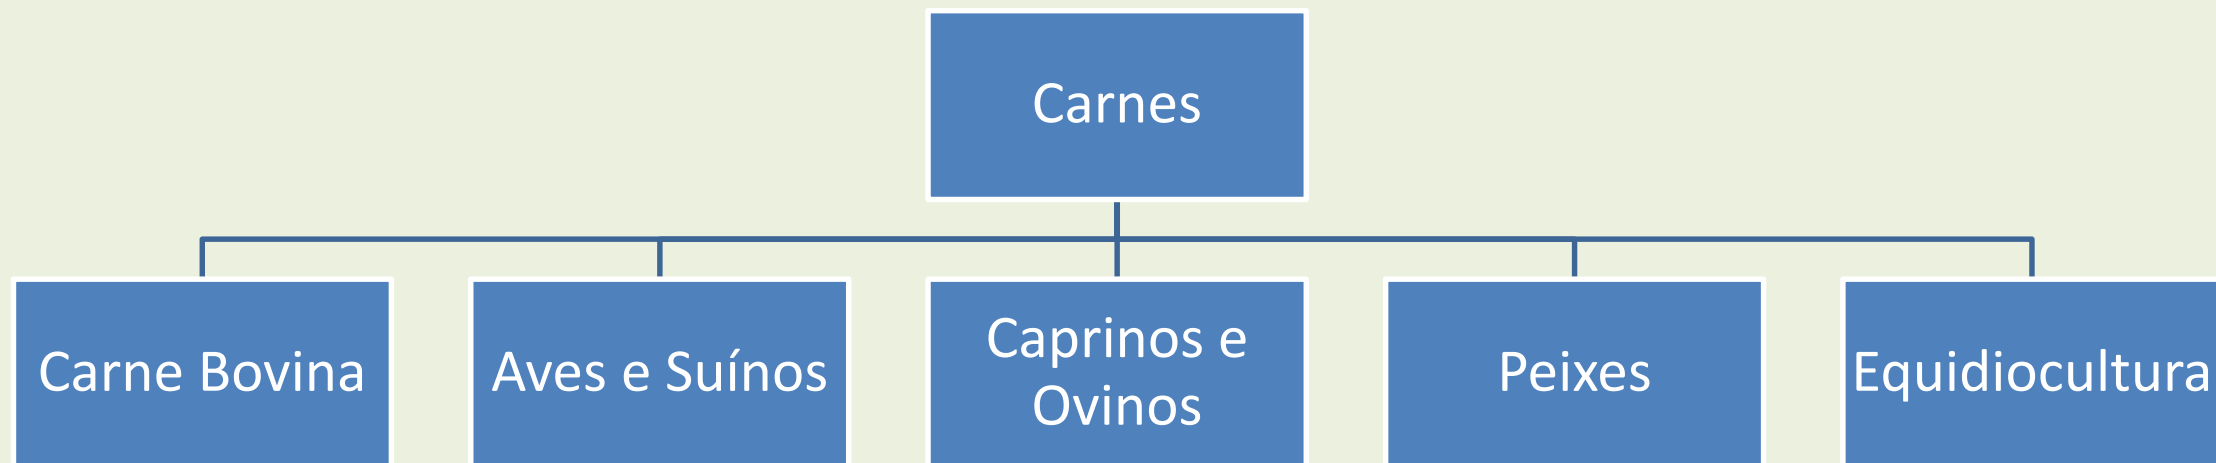 Carnes
Carne Bovina
Aves e Suínos
Caprinos e
Ovinos
Peixes
Equidiocultura